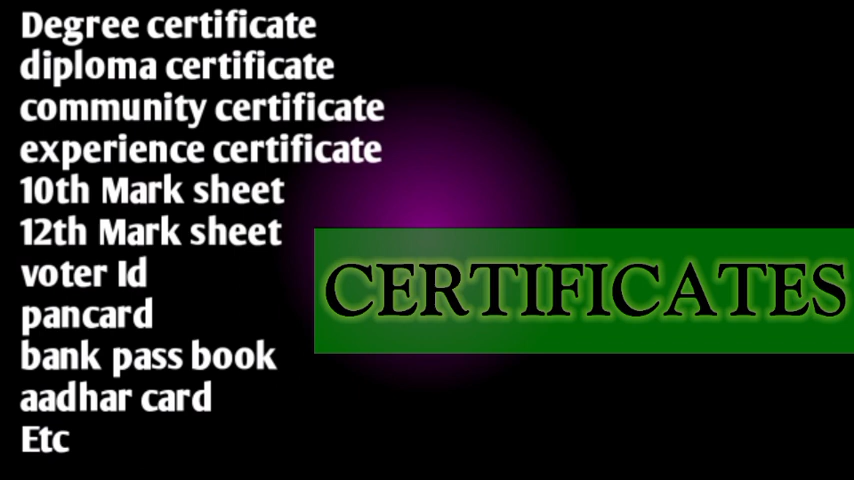 Degree certificate
diploma certificate
community certificate
experience certificate
10th Mark sheet
12th Mark sheet
voter Id
pancard
bank pass book
aadhar card
Etc
CERTIFICATES